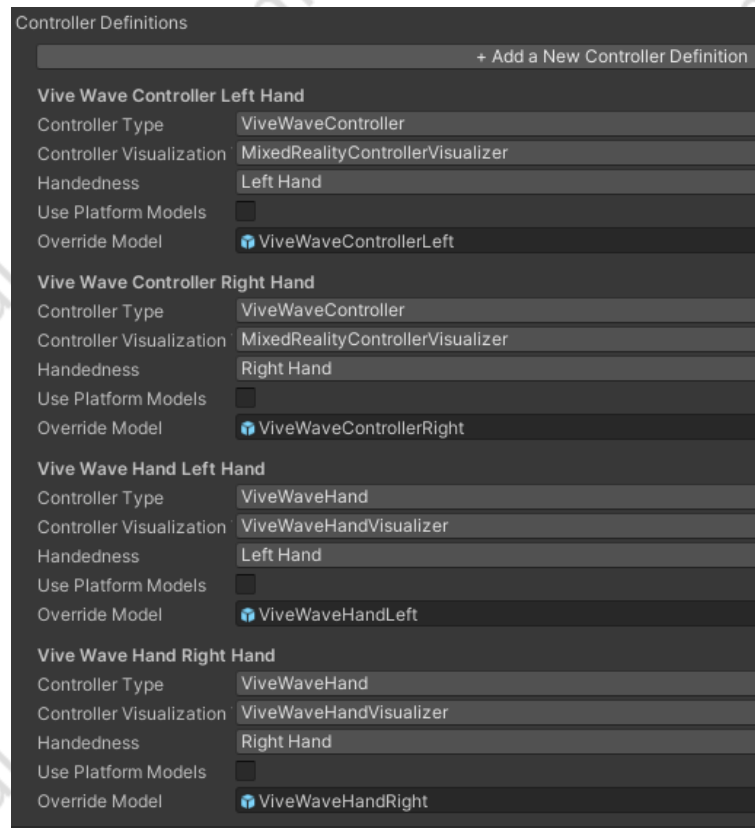 Controller Definitions
+ Add a New Controller Definition
Vive Wave Controller Left Hand
Controller Type ViveWaveController
Controller Visualization MixedRealityControllerVisualizer
Handedness Left Hand
Use Platform Models
Override Model ViveWaveControllerLeft
Vive Wave Controller Right Hand
Controller Type ViveWaveController
Controller Visualization MixedRealityControllerVisualizer
Handedness Right Hand
Use Platform Models
Override Model ViveWaveControllerRight
Vive Wave Hand Left Hand
Controller Type ViveWaveHand
Controller Visualization ViveWaveHandVisualizer
Handedness Left Hand
Use Platform Models
Override Model ViveWaveHandLeft
Vive Wave Hand Right Hand
Controller Type ViveWaveHand
Controller Visualization ViveWaveHandVisualizer
Handedness Right Hand
Use Platform Models
Override Model ViveWaveHandRight